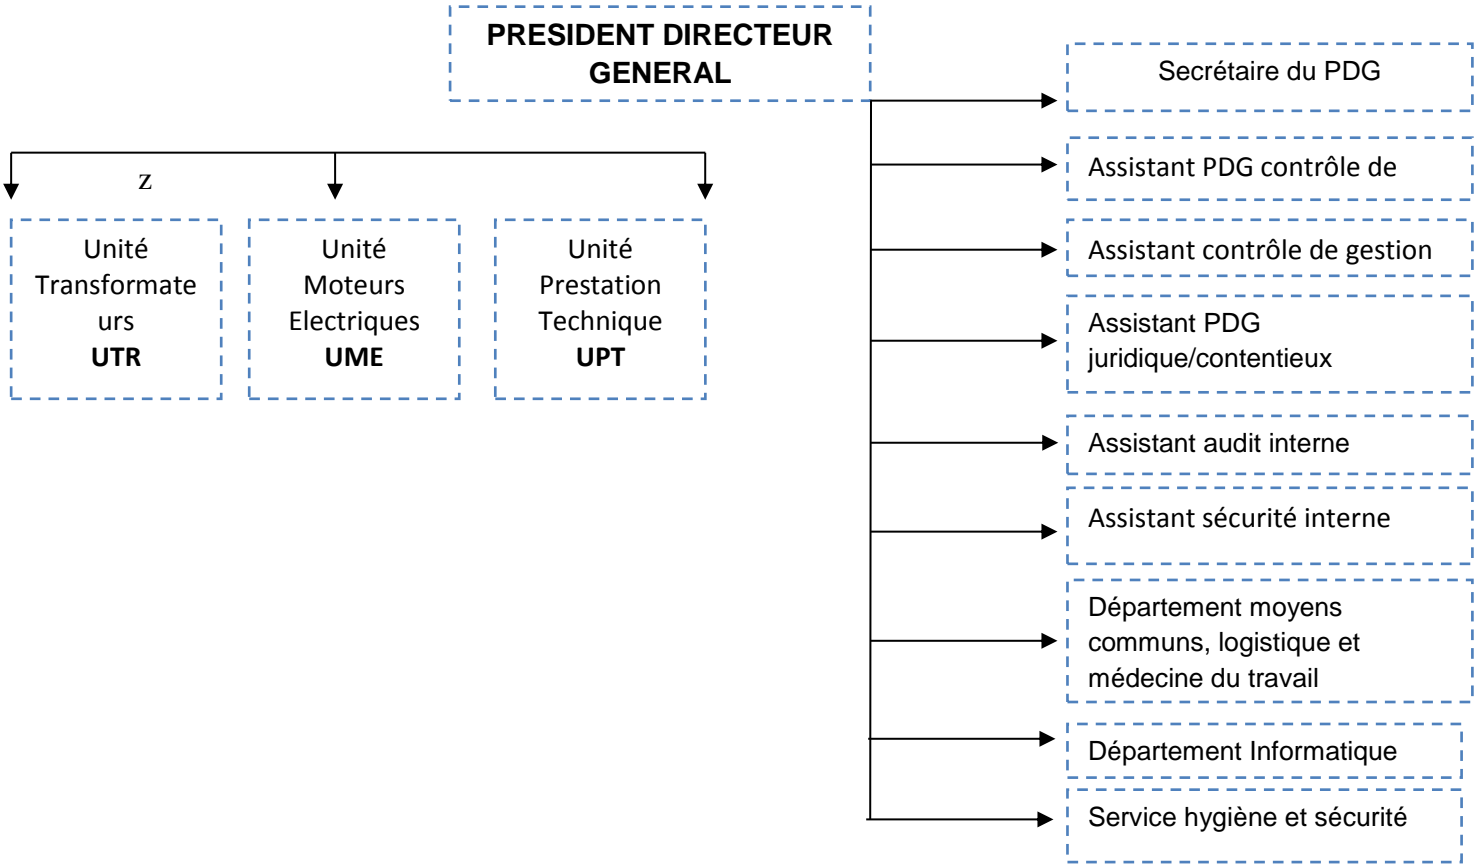 PRESIDENT DIRECTEUR
GENERAL
Secrétaire du PDG
Assistant PDG contrôle de
Assistant contrôle de gestion
Assistant PDG
juridique/contentieux
Assistant audit interne
Assistant sécurité interne
Département moyens
communs, logistique et
médecine du travail
Département Informatique
Service hygiène et sécurité
z
Unité
Transformate
urs
UTR
Unité
Moteurs
Electriques
UME
Unité
Prestation
Technique
UPT